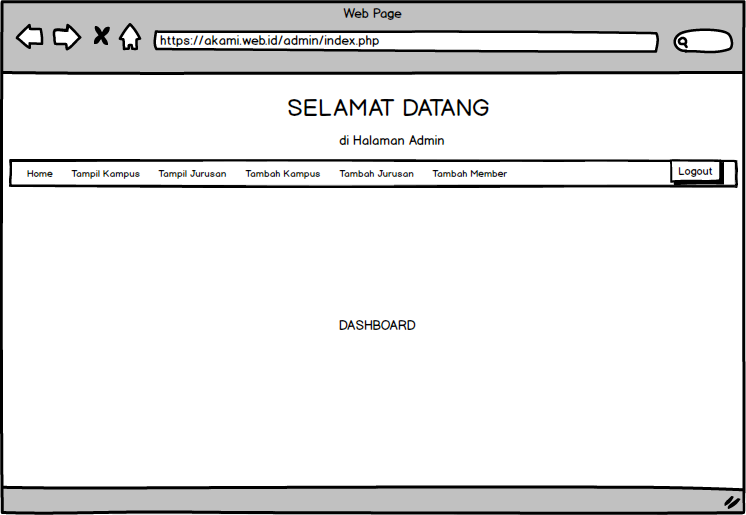 Web Page
https://akami.web.id/admin/index.php
SELAMAT DATANG
di Halaman Admin
Home Tampil Kampus Tampil Jurusan Tambah Kampus Tambah Jurusan Tambah Member Logout
DASHBOARD